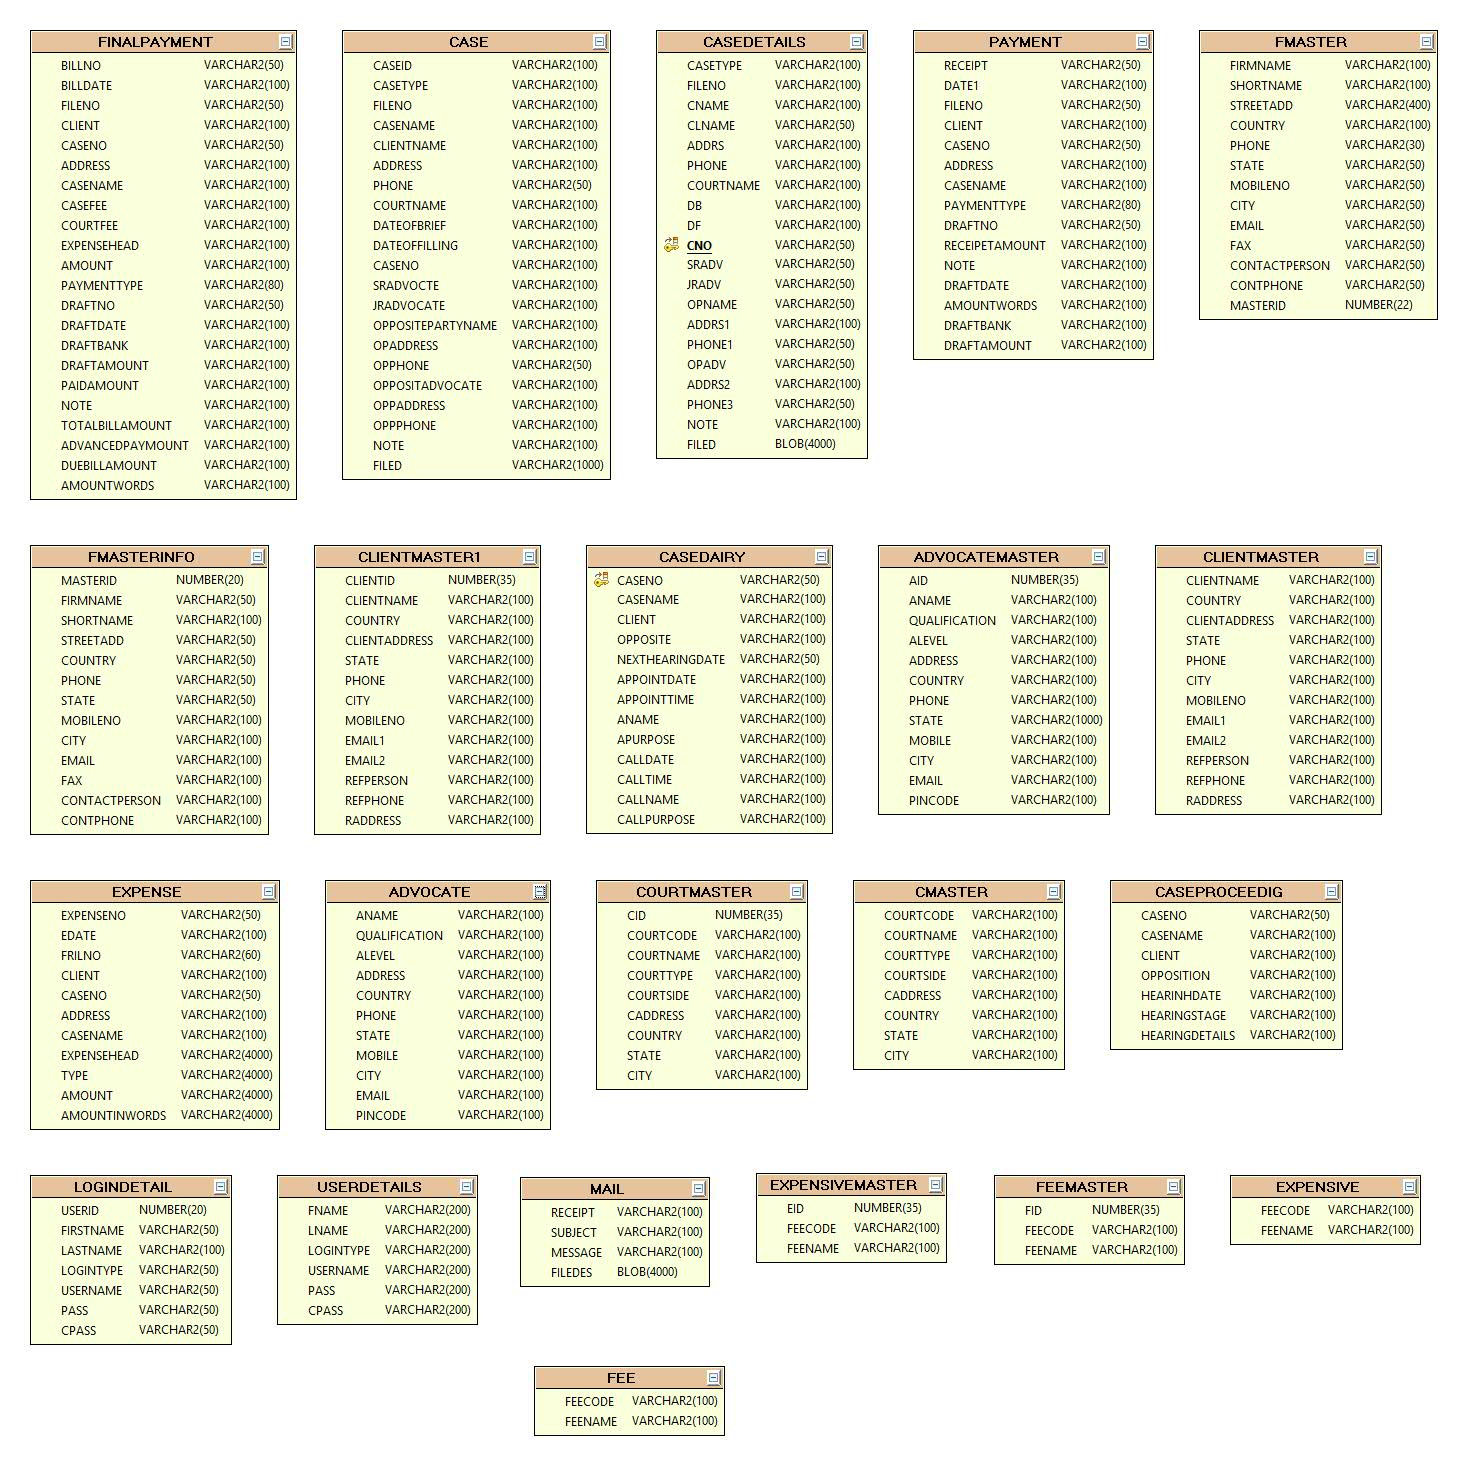 FINALPAYMENT
BILLNO VARCHAR2(50)
BILLDATE VARCHAR2(100)
FILENO VARCHAR2(50)
CLIENT VARCHAR2(100)
CASENO VARCHAR2(50)
ADDRESS VARCHAR2(100)
CASENAME VARCHAR2(100)
CASEFEE VARCHAR2(100)
COURTFEE VARCHAR2(100)
EXPENSEHEAD VARCHAR2(100)
AMOUNT VARCHAR2(100)
PAYMENTTYPE VARCHAR2(80)
DRAFTNO VARCHAR2(50)
DRAFTDATE VARCHAR2(100)
DRAFTBANK VARCHAR2(100)
DRAFTAMOUNT VARCHAR2(100)
PAIDAMOUNT VARCHAR2(100)
NOTE VARCHAR2(100)
TOTALBILLAMOUNT VARCHAR2(100)
ADVANCEDPAYMOUNT VARCHAR2(100)
DUEBILLAMOUNT VARCHAR2(100)
AMOUNTWORDS VARCHAR2(100)
CASE
CASEID VARCHAR2(100)
CASETYPE VARCHAR2(100)
FILENO VARCHAR2(100)
CASENAME VARCHAR2(100)
CLIENTNAME VARCHAR2(100)
ADDRESS VARCHAR2(100)
PHONE VARCHAR2(50)
COURTNAME VARCHAR2(100)
DATEOFBRIEF VARCHAR2(100)
DATEOFFILLING VARCHAR2(100)
CASENO VARCHAR2(100)
SRADVOCTE VARCHAR2(100)
JRADVOCATE VARCHAR2(100)
OPPOSITEPARTYNAME VARCHAR2(100)
OPADDRESS VARCHAR2(100)
OPPHONE VARCHAR2(50)
OPPOSITADVOCATE VARCHAR2(100)
OPPADDRESS VARCHAR2(100)
OPPPHONE VARCHAR2(100)
NOTE VARCHAR2(100)
FILED VARCHAR2(1000)
CASEDETAILS
CASETYPE VARCHAR2(100)
FILENO VARCHAR2(100)
CNAME VARCHAR2(100)
CLNAME VARCHAR2(50)
ADDRS VARCHAR2(100)
PHONE VARCHAR2(100)
COURTNAME VARCHAR2(100)
DB VARCHAR2(100)
DF VARCHAR2(100)
CNO VARCHAR2(50)
SRADV VARCHAR2(50)
JRADV VARCHAR2(50)
OPNAME VARCHAR2(50)
ADDRS1 VARCHAR2(100)
PHONE1 VARCHAR2(50)
OPADV VARCHAR2(50)
ADDRS2 VARCHAR2(100)
PHONE3 VARCHAR2(50)
NOTE VARCHAR2(100)
FILED BLOB(4000)
PAYMENT
RECEIPT VARCHAR2(50)
DATE1 VARCHAR2(100)
FILENO VARCHAR2(50)
CLIENT VARCHAR2(100)
CASENO VARCHAR2(50)
ADDRESS VARCHAR2(100)
CASENAME VARCHAR2(100)
PAYMENTTYPE VARCHAR2(80)
DRAFTNO VARCHAR2(50)
RECEIPETAMOUNT VARCHAR2(100)
NOTE VARCHAR2(100)
DRAFTDATE VARCHAR2(100)
AMOUNTWORDS VARCHAR2(100)
DRAFTBANK VARCHAR2(100)
DRAFTAMOUNT VARCHAR2(100)
FMASTER
FIRMNAME VARCHAR2(100)
SHORTNAME VARCHAR2(100)
STREETADD VARCHAR2(400)
COUNTRY VARCHAR2(100)
PHONE VARCHAR2(30)
STATE VARCHAR2(50)
MOBILENO VARCHAR2(50)
CITY VARCHAR2(50)
EMAIL VARCHAR2(50)
FAX VARCHAR2(50)
CONTACTPERSON VARCHAR2(50)
CONTPHONE VARCHAR2(50)
MASTERID NUMBER(22)
FMASTERINFO
MASTERID NUMBER(20)
FIRMNAME VARCHAR2(50)
SHORTNAME VARCHAR2(100)
STREETADD VARCHAR2(50)
COUNTRY VARCHAR2(50)
PHONE VARCHAR2(50)
STATE VARCHAR2(50)
MOBILENO VARCHAR2(100)
CITY VARCHAR2(100)
EMAIL VARCHAR2(100)
FAX VARCHAR2(100)
CONTACTPERSON VARCHAR2(100)
CONTPHONE VARCHAR2(100)
CLIENTMASTER1
CLIENTID NUMBER(35)
CLIENTNAME VARCHAR2(100)
COUNTRY VARCHAR2(100)
CLIENTADDRESS VARCHAR2(100)
STATE VARCHAR2(100)
PHONE VARCHAR2(100)
CITY VARCHAR2(100)
MOBILENO VARCHAR2(100)
EMAIL1 VARCHAR2(100)
EMAIL2 VARCHAR2(100)
REFPERSON VARCHAR2(100)
REFPHONE VARCHAR2(100)
RADDRESS VARCHAR2(100)
CASEDAIRY
CASENO VARCHAR2(50)
CASENAME VARCHAR2(100)
CLIENT VARCHAR2(100)
OPPOSITE VARCHAR2(100)
NEXTHEARINGDATE VARCHAR2(50)
APPOINTDATE VARCHAR2(100)
APPOINTTIME VARCHAR2(100)
ANAME VARCHAR2(100)
APURPOSE VARCHAR2(100)
CALLDATE VARCHAR2(100)
CALLTIME VARCHAR2(100)
CALLNAME VARCHAR2(100)
CALLPURPOSE VARCHAR2(100)
ADVOCATEMASTER
AID NUMBER(35)
ANAME VARCHAR2(100)
QUALIFICATION VARCHAR2(100)
ALEVEL VARCHAR2(100)
ADDRESS VARCHAR2(100)
COUNTRY VARCHAR2(100)
PHONE VARCHAR2(100)
STATE VARCHAR2(1000)
MOBILE VARCHAR2(100)
CITY VARCHAR2(100)
EMAIL VARCHAR2(100)
PINCODE VARCHAR2(100)
CLIENTMASTER
CLIENTNAME VARCHAR2(100)
COUNTRY VARCHAR2(100)
CLIENTADDRESS VARCHAR2(100)
STATE VARCHAR2(100)
PHONE VARCHAR2(100)
CITY VARCHAR2(100)
MOBILENO VARCHAR2(100)
EMAIL1 VARCHAR2(100)
EMAIL2 VARCHAR2(100)
REFPERSON VARCHAR2(100)
REFPHONE VARCHAR2(100)
RADDRESS VARCHAR2(100)
EXPENSE
EXPENSENO VARCHAR2(50)
EDATE VARCHAR2(100)
FRILNO VARCHAR2(60)
CLIENT VARCHAR2(100)
CASENO VARCHAR2(50)
ADDRESS VARCHAR2(100)
CASENAME VARCHAR2(100)
EXPENSEHEAD VARCHAR2(4000)
TYPE VARCHAR2(4000)
AMOUNT VARCHAR2(4000)
AMOUNTINWORDS VARCHAR2(4000)
ADVOCATE
ANAME VARCHAR2(100)
QUALIFICATION VARCHAR2(100)
ALEVEL VARCHAR2(100)
ADDRESS VARCHAR2(100)
COUNTRY VARCHAR2(100)
PHONE VARCHAR2(100)
STATE VARCHAR2(100)
MOBILE VARCHAR2(100)
CITY VARCHAR2(100)
EMAIL VARCHAR2(100)
PINCODE VARCHAR2(100)
COURTMASTER
CID NUMBER(35)
COURTCODE VARCHAR2(100)
COURTNAME VARCHAR2(100)
COURTTYPE VARCHAR2(100)
COURTSIDE VARCHAR2(100)
CADDRESS VARCHAR2(100)
COUNTRY VARCHAR2(100)
STATE VARCHAR2(100)
CITY VARCHAR2(100)
CMASTER
COURTCODE VARCHAR2(100)
COURTNAME VARCHAR2(100)
COURTTYPE VARCHAR2(100)
COURTSIDE VARCHAR2(100)
CADDRESS VARCHAR2(100)
COUNTRY VARCHAR2(100)
STATE VARCHAR2(100)
CITY VARCHAR2(100)
CASEPROCEEDIG
CASENO VARCHAR2(50)
CASENAME VARCHAR2(100)
CLIENT VARCHAR2(100)
OPPOSITION VARCHAR2(100)
HEARINHDATE VARCHAR2(100)
HEARINGSTAGE VARCHAR2(100)
HEARINGDETAILS VARCHAR2(100)
LOGINDETAIL
USERID NUMBER(20)
FIRSTNAME VARCHAR2(50)
LASTNAME VARCHAR2(100)
LOGINTYPE VARCHAR2(50)
USERNAME VARCHAR2(50)
PASS VARCHAR2(50)
CPASS VARCHAR2(50)
USERDETAILS
FNAME VARCHAR2(200)
LNAME VARCHAR2(200)
LOGINTYPE VARCHAR2(200)
USERNAME VARCHAR2(200)
PASS VARCHAR2(200)
CPASS VARCHAR2(200)
MAIL
RECEIPT VARCHAR2(100)
SUBJECT VARCHAR2(100)
MESSAGE VARCHAR2(100)
FILEDES BLOB(4000)
EXPENSIVEMASTER
EID NUMBER(35)
FEECODE VARCHAR2(100)
FEENAME VARCHAR2(100)
FEEMASTER
FID NUMBER(35)
FEECODE VARCHAR2(100)
FEENAME VARCHAR2(100)
EXPENSIVE
FEECODE VARCHAR2(100)
FEENAME VARCHAR2(100)
FEE
FEECODE VARCHAR2(100)
FEENAME VARCHAR2(100)